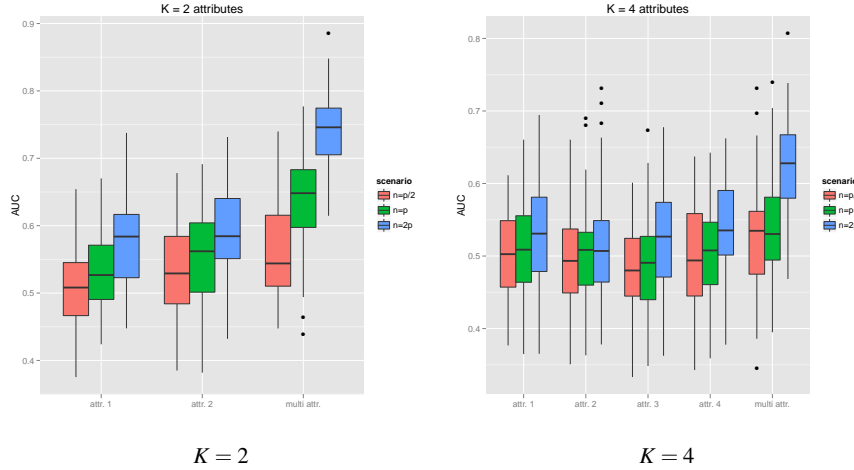 K = 2 attributes
AUC
0.9
0.8
0.7
0.6
0.5
0.4
attr. 1
attr. 2
multi attr.
scenario
n=p/2
n=p
n=2p
K = 2
K = 4 attributes
AUC
0.8
0.7
0.6
0.5
0.4
attr. 1
attr. 2
attr. 3
attr. 4
multi attr.
scenario
n=p/
n=p
n=2
K = 4